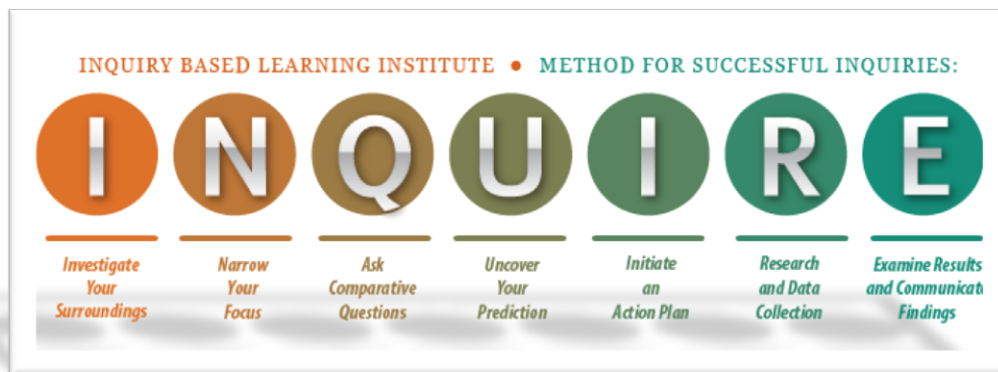 INQUIRY BASED LEARNING INSTITUTE • METHOD FOR SUCCESSFUL INQUIRIES:
I N Q U I R E
Investigate
Your
Surroundings
Narrow
Your
Focus
Ask
Comparative
Questions
Uncover
Your
Prediction
Initiate
an
Action Plan
Research
and Data
Collection
Examine Results
and Communicat
Findings